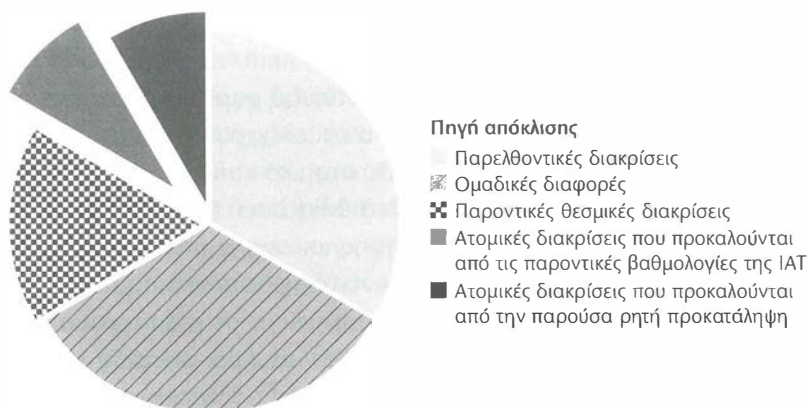 Πηγή απόκλισης
Παρελθοντικές διακρίσεις
Ομαδικές διαφορές
Παροντικές θεσμικές διακρίσεις
Ατομικές διακρίσεις που προκαλούνται
από τις παροντικές βαθμολογίες της IAT
Ατομικές διακρίσεις που προκαλούνται
από την παρούσα ρητή προκατάληψη